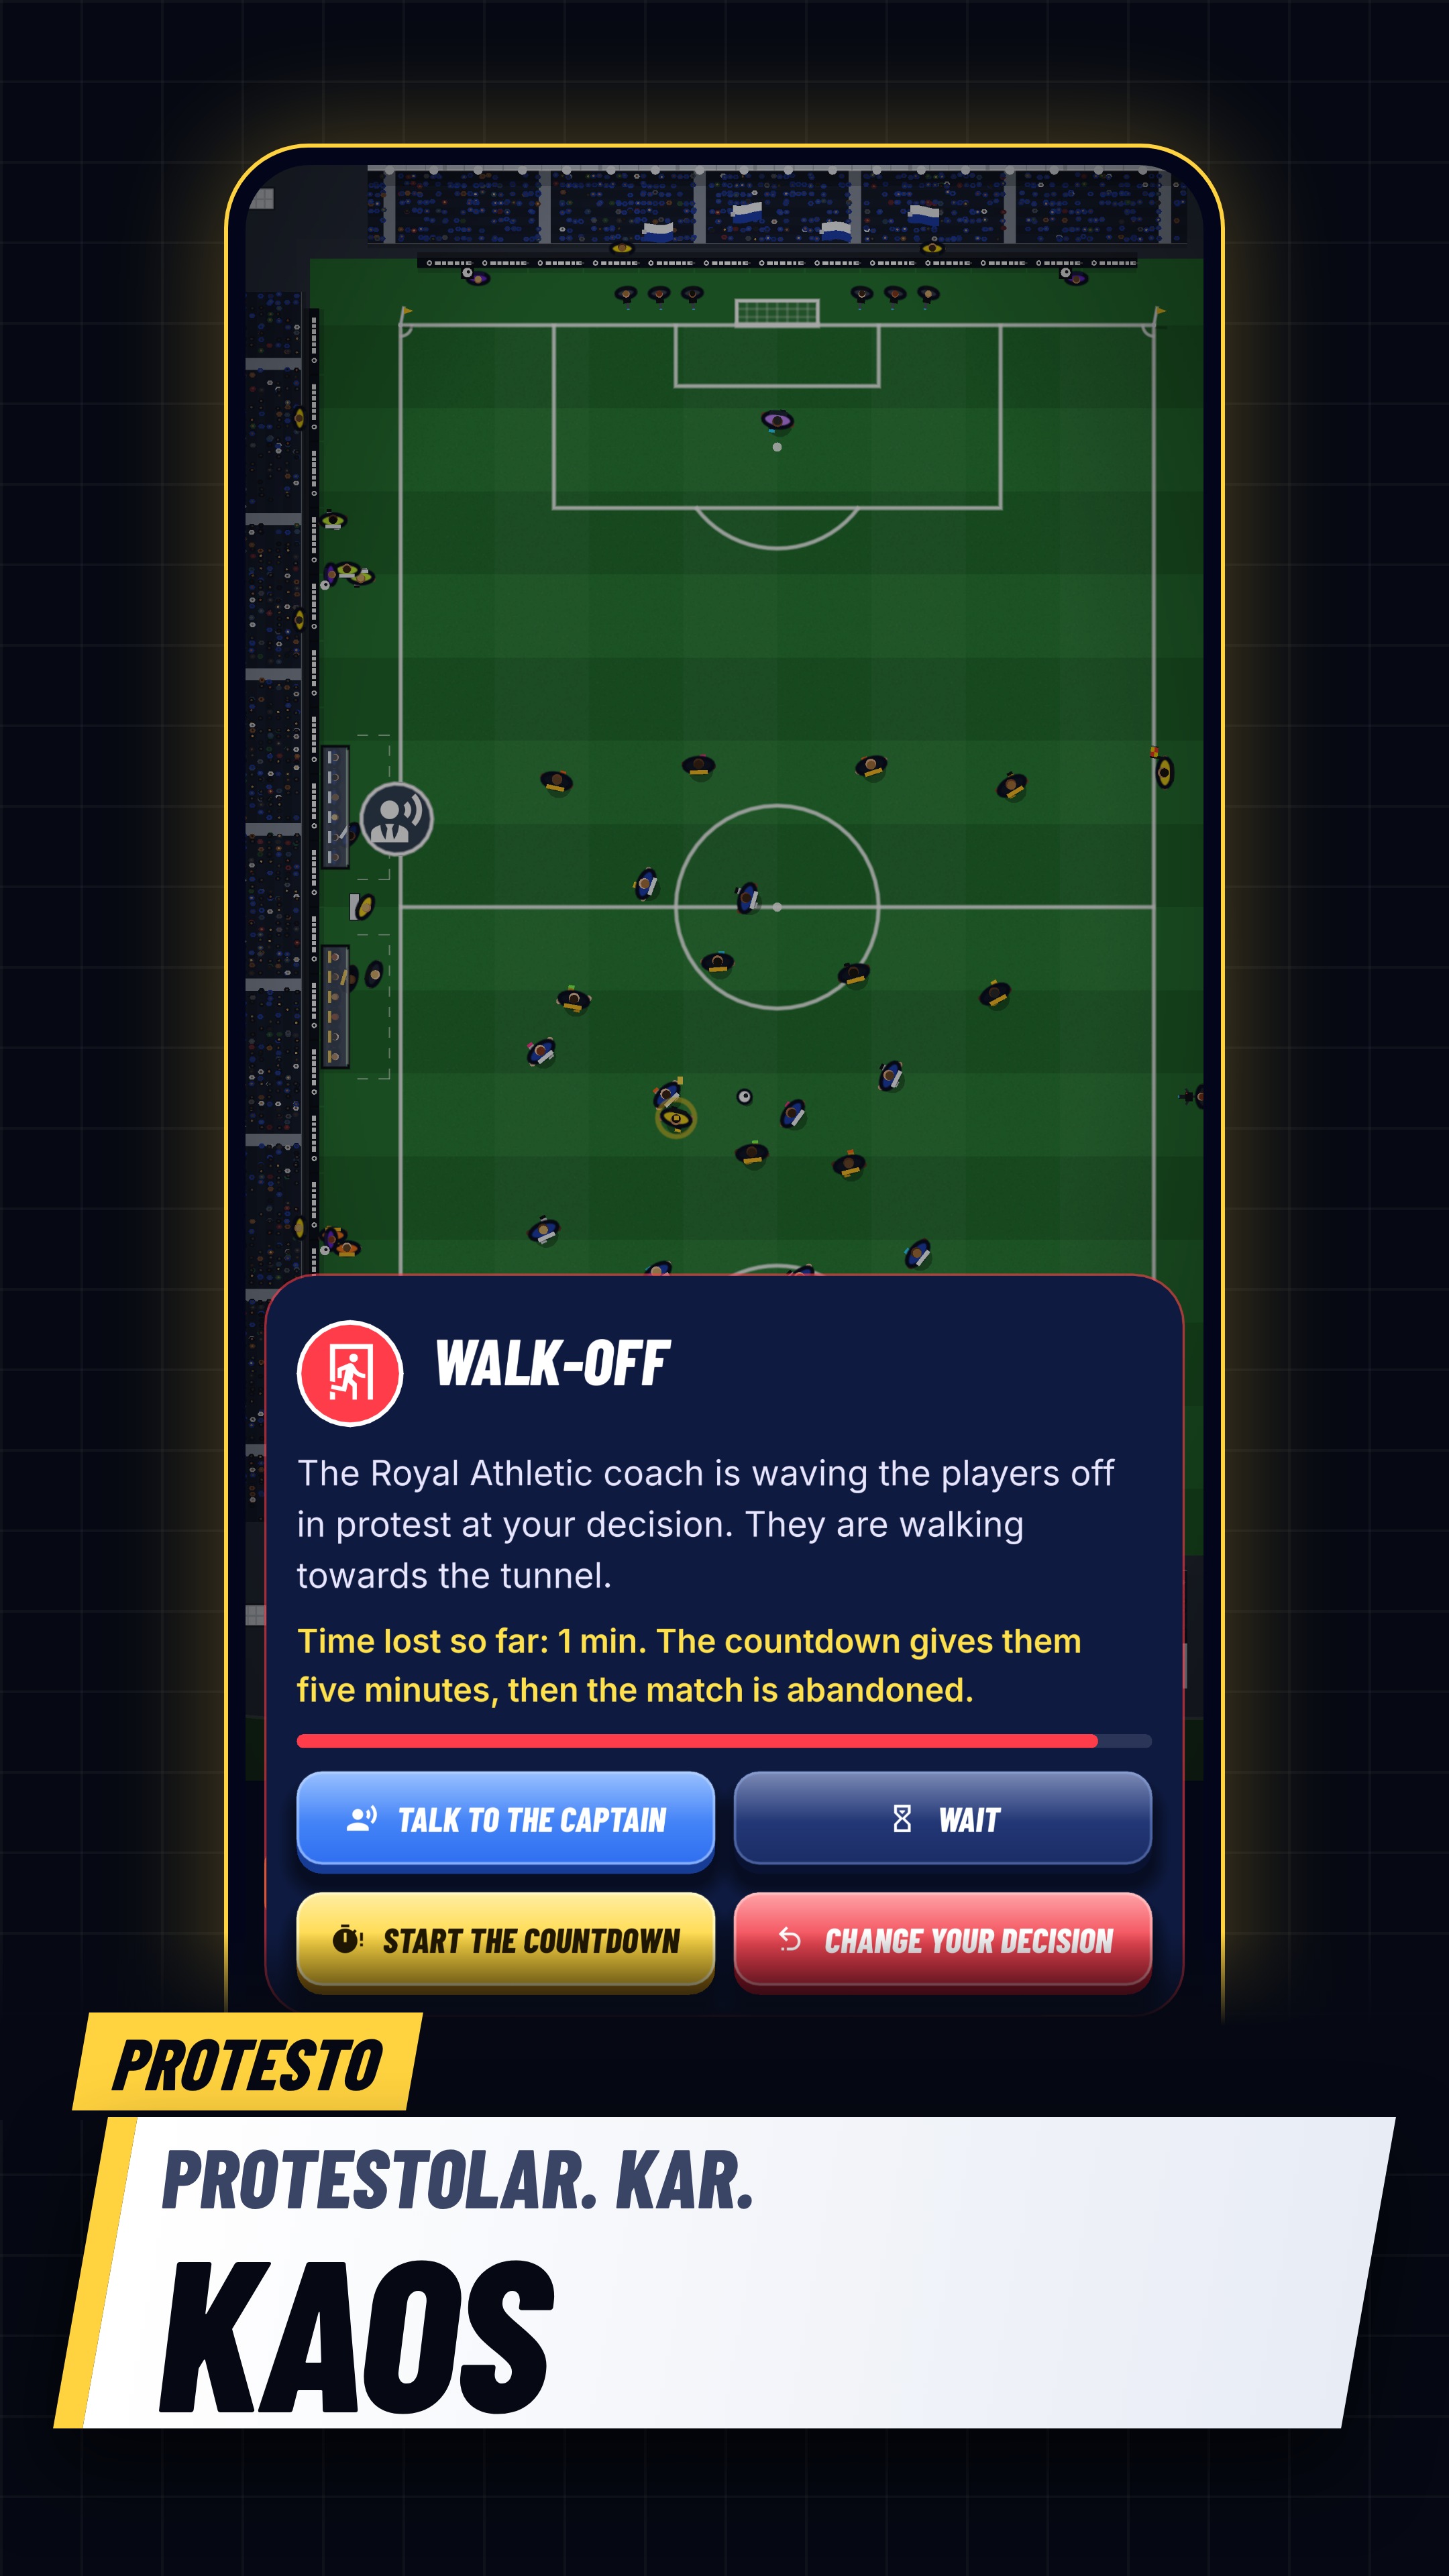 WALK-OFF
The Royal Athletic coach is waving the players off
in protest at your decision. They are walking
towards the tunnel.
Time lost so far: 1 min. The countdown gives them
five minutes, then the match is abandoned.
TALK TO THE CAPTAIN
WAIT
START THE COUNTDOWN
CHANGE YOUR DECISION
PROTESTO
PROTESTOLAR. KAR.
KAOS